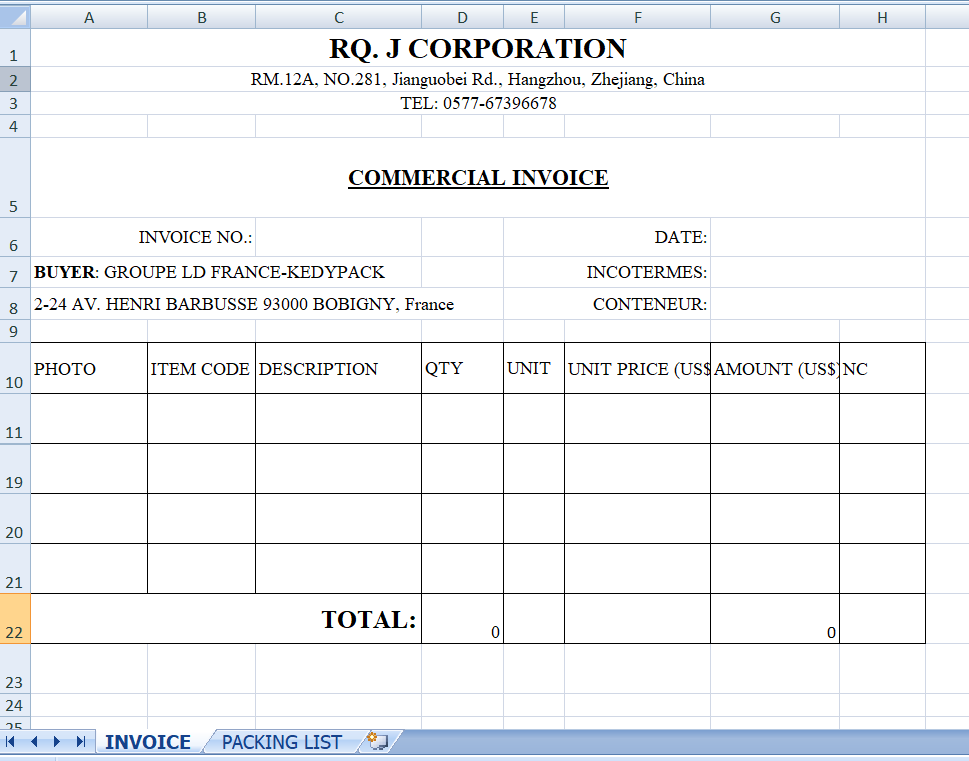 A B C D E F G H
1 RQ. J CORPORATION
2 RM.12A, NO.281, Jianguobei Rd., Hangzhou, Zhejiang, China
3 TEL: 0577-67396678
4
5 COMMERCIAL INVOICE
6 INVOICE NO.: DATE:
7 BUYER: GROUPE LD FRANCE-KEDYPACK INCOTERMES:
8 2-24 AV. HENRI BARBUSSE 93000 BOBIGNY, France CONTENEUR:
9
10 PHOTO ITEM CODE DESCRIPTION QTY UNIT UNIT PRICE (US$ AMOUNT (US$) NC
11
19
20
21
22 TOTAL: 0 0
23
24
25
INVOICE PACKING LIST